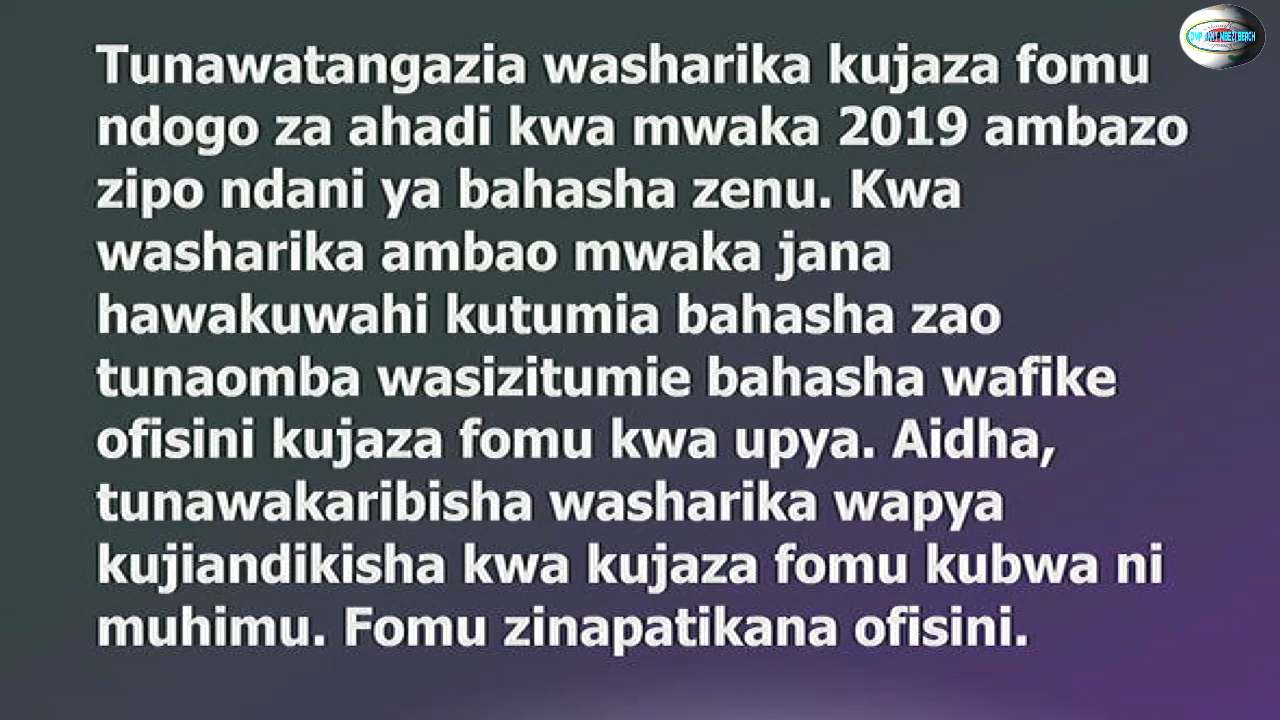 Tunawatangazia washarika kujaza fomu
ndogo za ahadi kwa mwaka 2019 ambazo
zipo ndani ya bahasha zenu. Kwa
washarika ambao mwaka jana
hawakuwahi kutumia bahasha zao
tunaomba wasizitumie bahasha wafike
ofisini kujaza fomu kwa upya. Aidha,
tunawakaribisha washarika wapya
kujiandikisha kwa kujaza fomu kubwa ni
muhimu. Fomu zinapatikana ofisini.